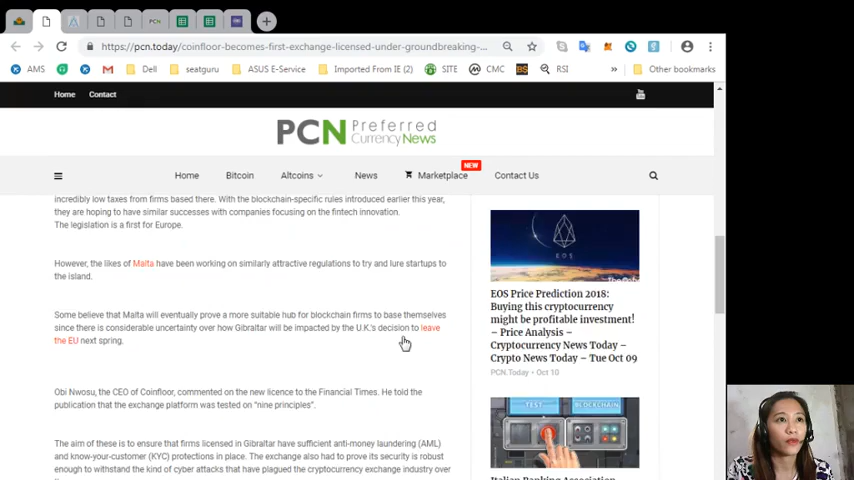 PCN
https://pcn.today/coinfloor-becomes-first-exchange-licensed-under-groundbreaking-...
AMS
Dell
seatguru
ASUS E-Service
Imported From IE (2)
SITE
CMC
BS
RSI
»
Other bookmarks
Home
Contact
PCN Preferred
Currency News
NEW
Home
Bitcoin
Altcoins
News
Marketplace
Contact Us
incredibly low taxes from firms based there. With the blockchain-specific rules introduced earlier this year,
they are hoping to have similar successes with companies focusing on the fintech innovation.
The legislation is a first for Europe.
However, the likes of Malta have been working on similarly attractive regulations to try and lure startups to
the island.
Some believe that Malta will eventually prove a more suitable hub for blockchain firms to base themselves
since there is considerable uncertainty over how Gibraltar will be impacted by the U.K.'s decision to leave
the EU next spring.
Obi Nwosu, the CEO of Coinfloor, commented on the new licence to the Financial Times. He told the
publication that the exchange platform was tested on "nine principles".
The aim of these is to ensure that firms licensed in Gibraltar have sufficient anti-money laundering (AML)
and know-your-customer (KYC) protections in place. The exchange also had to prove its security is robust
enough to withstand the kind of cyber attacks that have plagued the cryptocurrency exchange industry over
EOS
EOS Price Prediction 2018:
Buying this cryptocurrency
might be profitable investment!
– Price Analysis –
Cryptocurrency News Today –
Crypto News Today – Tue Oct 09
PCN.Today • Oct 10
TEST
BLOCKCHAIN
Italian Banking Association